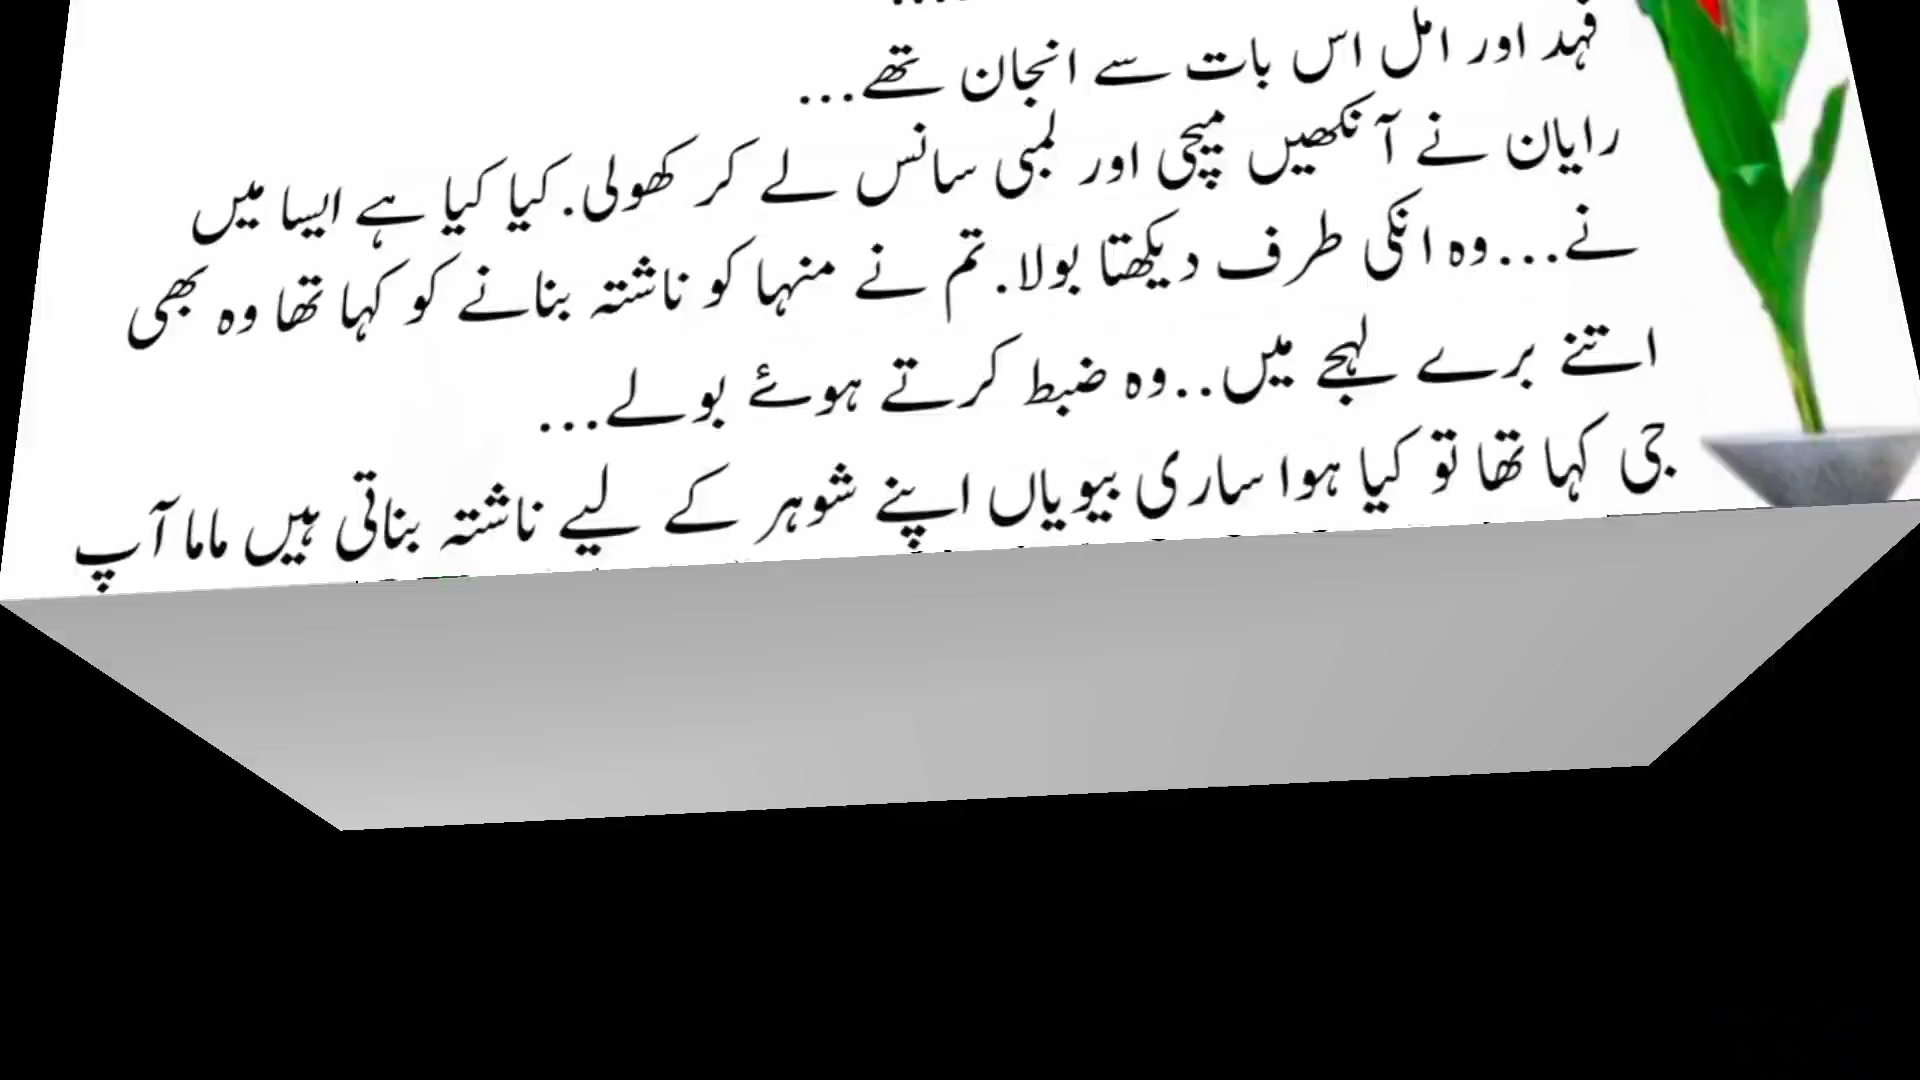 فہد اور امل اس بات سے انجان تھے...
رایان نے آنکھیں میچی اور لمبی سانس لے کر کھولی. کیا کیا ہے ایسا میں
نے...وہ انکی طرف دیکھتا بولا. تم نے منہا کو ناشتہ بنانے کو کہا تھا وہ بھی
اتنے برے لہجے میں..وہ ضبط کرتے ہوئے بولے...
جی کہا تھا تو کیا ہوا ساری بیویاں اپنے شوہر کے لیے ناشتہ بناتی ہیں ماما آپ